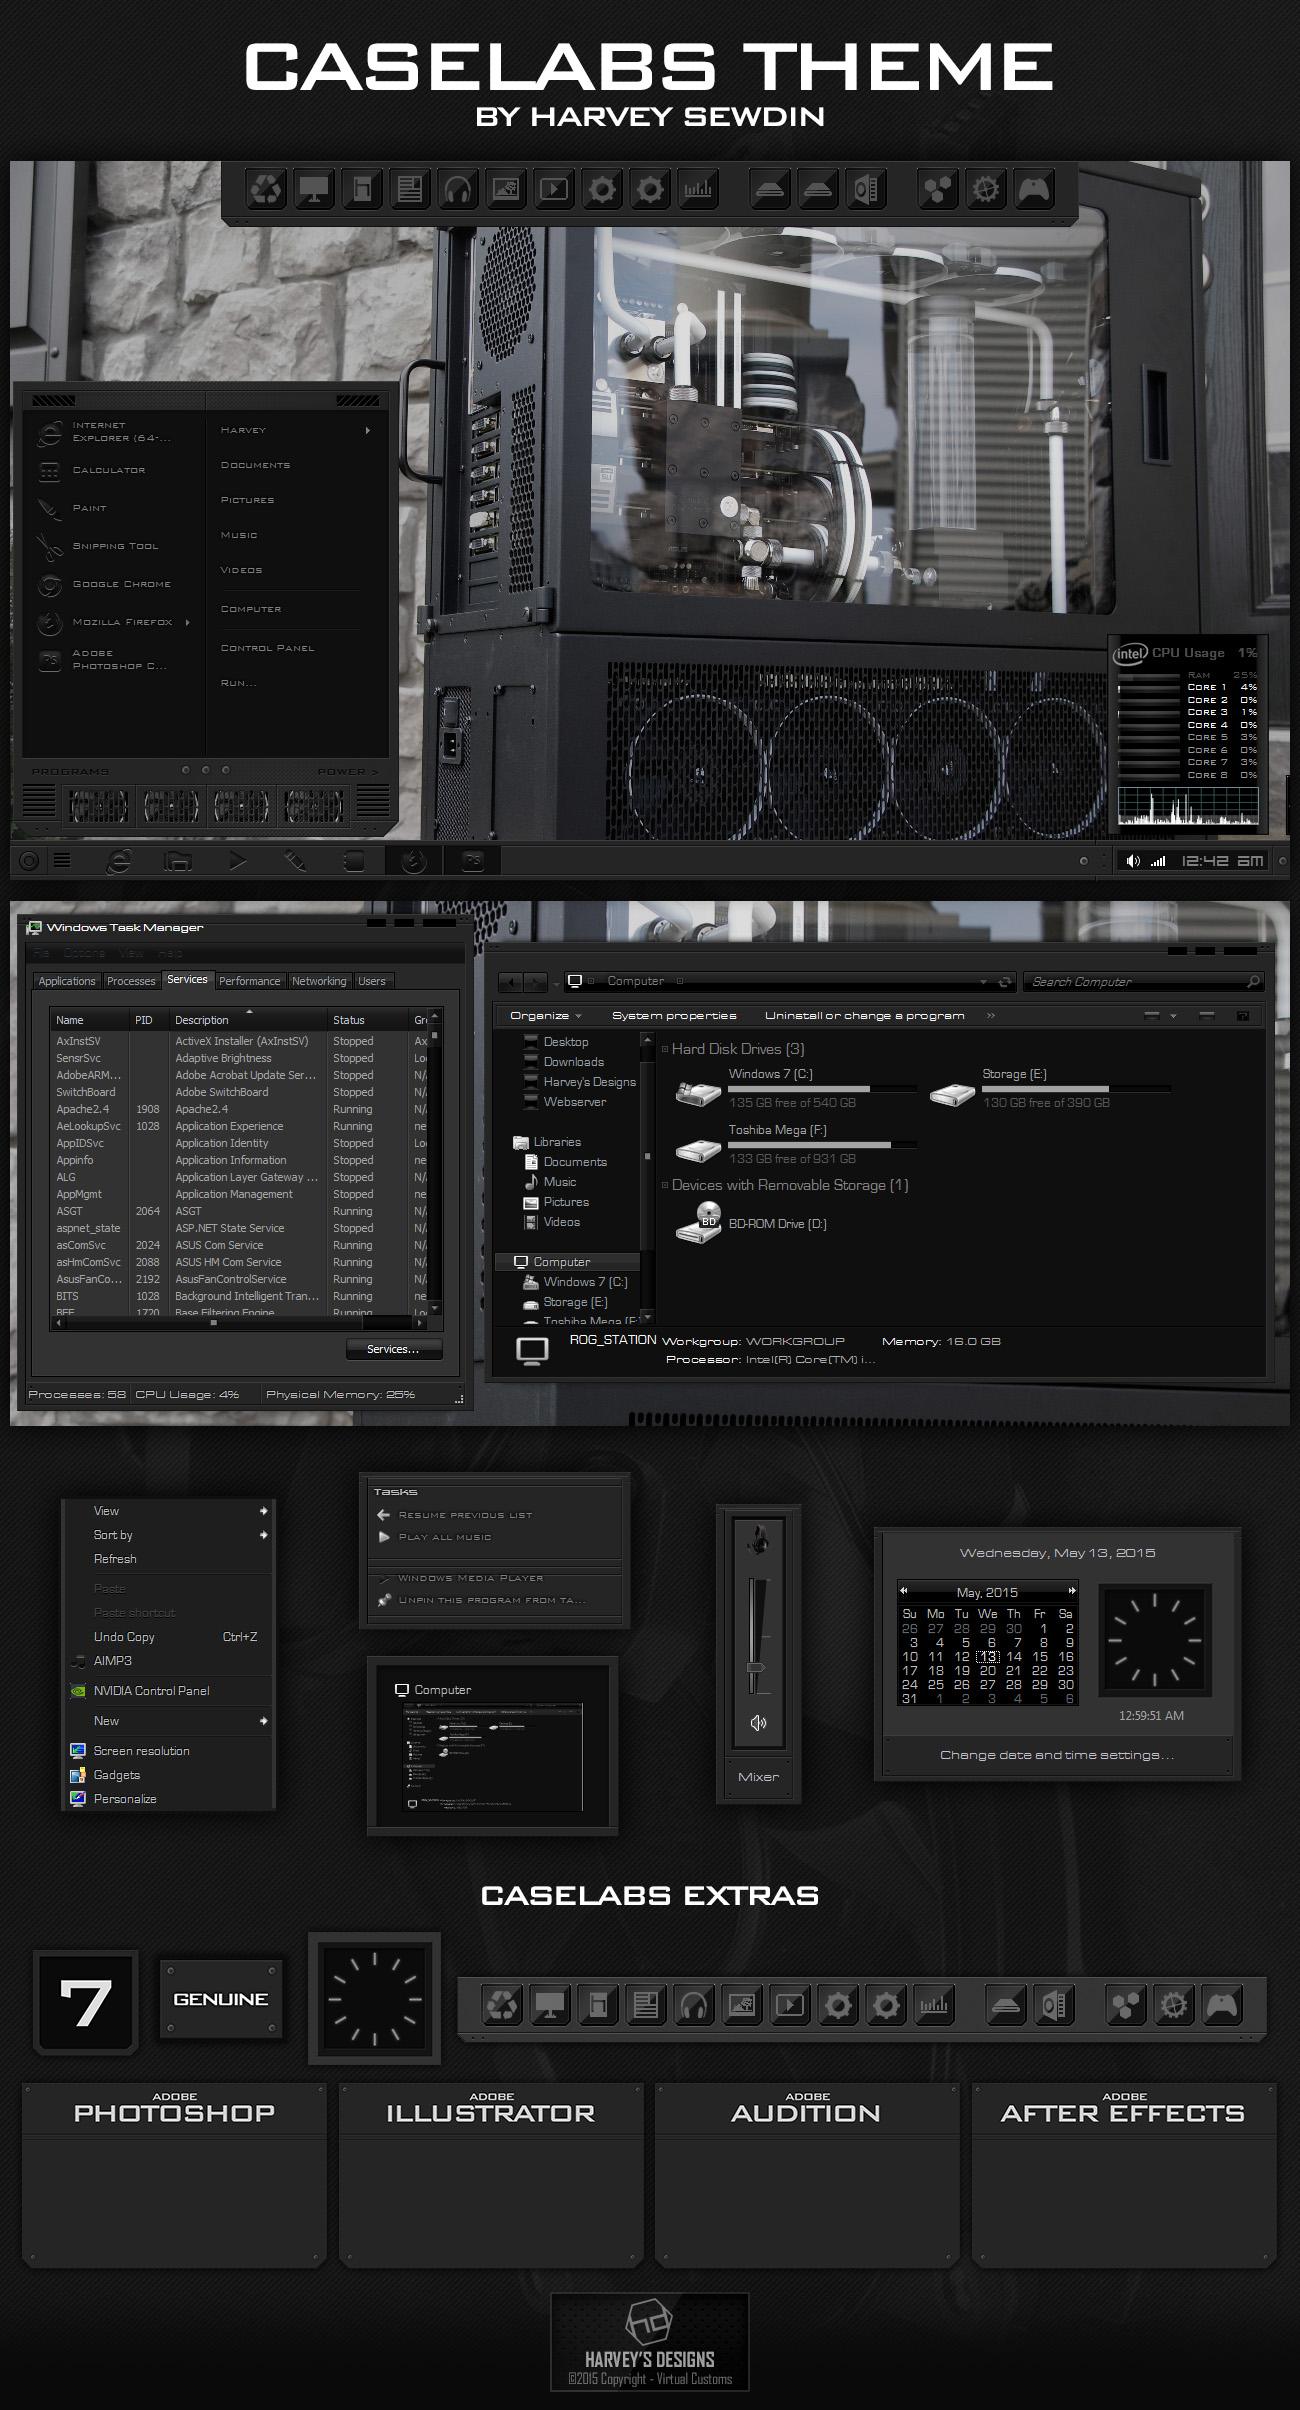 CASELABS THEME
BY HARVEY SEWDIN
INTERNET
EXPLORER (64-...
CALCULATOR
PAINT
SNIPPING TOOL
GOOGLE CHROME
MOZILLA FIREFOX
ADOBE
PHOTOSHOP C...
HARVEY
DOCUMENTS
PICTURES
MUSIC
VIDEOS
COMPUTER
CONTROL PANEL
RUN...
PROGRAMS
POWER >
intel CPU Usage 1%
RAM 25%
CORE 1 4%
CORE 2 0%
CORE 3 1%
CORE 4 0%
CORE 5 3%
CORE 6 0%
CORE 7 3%
CORE 8 0%
PS
12:42 AM
Windows Task Manager
File Options View Help
Applications Processes Services Performance Networking Users
Name PID Description Status Gr
AxInstSV ActiveX Installer (AxInstSV) Stopped Ax
SensrSvc Adaptive Brightness Stopped Lo
AdobeARM... Adobe Acrobat Update Ser... Stopped N/
SwitchBoard Adobe SwitchBoard Stopped N/
Apache2.4 1908 Apache2.4 Running N/
AeLookupSvc 1028 Application Experience Running ne
AppIDSvc Application Identity Stopped Lo
Appinfo Application Information Stopped ne
ALG Application Layer Gateway ... Stopped N/
AppMgmt Application Management Stopped ne
ASGT 2064 ASGT Running N/
aspnet_state ASP.NET State Service Stopped N/
asComSvc 2024 ASUS Com Service Running N/
asHmComSvc 2088 ASUS HM Com Service Running N/
AsusFanCo... 2192 AsusFanControlService Running N/
BITS 1028 Background Intelligent Tran... Running ne
BFE 1720 Base Filtering Engine Running Lo
Services...
Processes: 58 CPU Usage: 4% Physical Memory: 25%
Computer
Search Computer
Organize System properties Uninstall or change a program »
Desktop
Downloads
Harvey's Designs
Webserver
Libraries
Documents
Music
Pictures
Videos
Computer
Windows 7 (C:)
Storage (E:)
Toshiba Mega (F:
Hard Disk Drives (3)
Windows 7 (C:)
135 GB free of 540 GB
Storage (E:)
130 GB free of 390 GB
Toshiba Mega (F:)
133 GB free of 931 GB
Devices with Removable Storage (1)
BD
BD-ROM Drive (D:)
ROG_STATION Workgroup: WORKGROUP Memory: 16.0 GB
Processor: Intel(R) Core(TM) i...
View
Sort by
Refresh
Paste
Paste shortcut
Undo Copy Ctrl+Z
AIMP3
NVIDIA Control Panel
New
Screen resolution
Gadgets
Personalize
Tasks
RESUME PREVIOUS LIST
PLAY ALL MUSIC
WINDOWS MEDIA PLAYER
UNPIN THIS PROGRAM FROM TA...
Computer
Mixer
Wednesday, May 13, 2015
May, 2015
Su Mo Tu We Th Fr Sa
26 27 28 29 30 1 2
3 4 5 6 7 8 9
10 11 12 13 14 15 16
17 18 19 20 21 22 23
24 25 26 27 28 29 30
31 1 2 3 4 5 6
12:59:51 AM
Change date and time settings...
CASELABS EXTRAS
7
GENUINE
ADOBE
PHOTOSHOP
ADOBE
ILLUSTRATOR
ADOBE
AUDITION
ADOBE
AFTER EFFECTS
HARVEY'S DESIGNS
©2015 Copyright - Virtual Customs